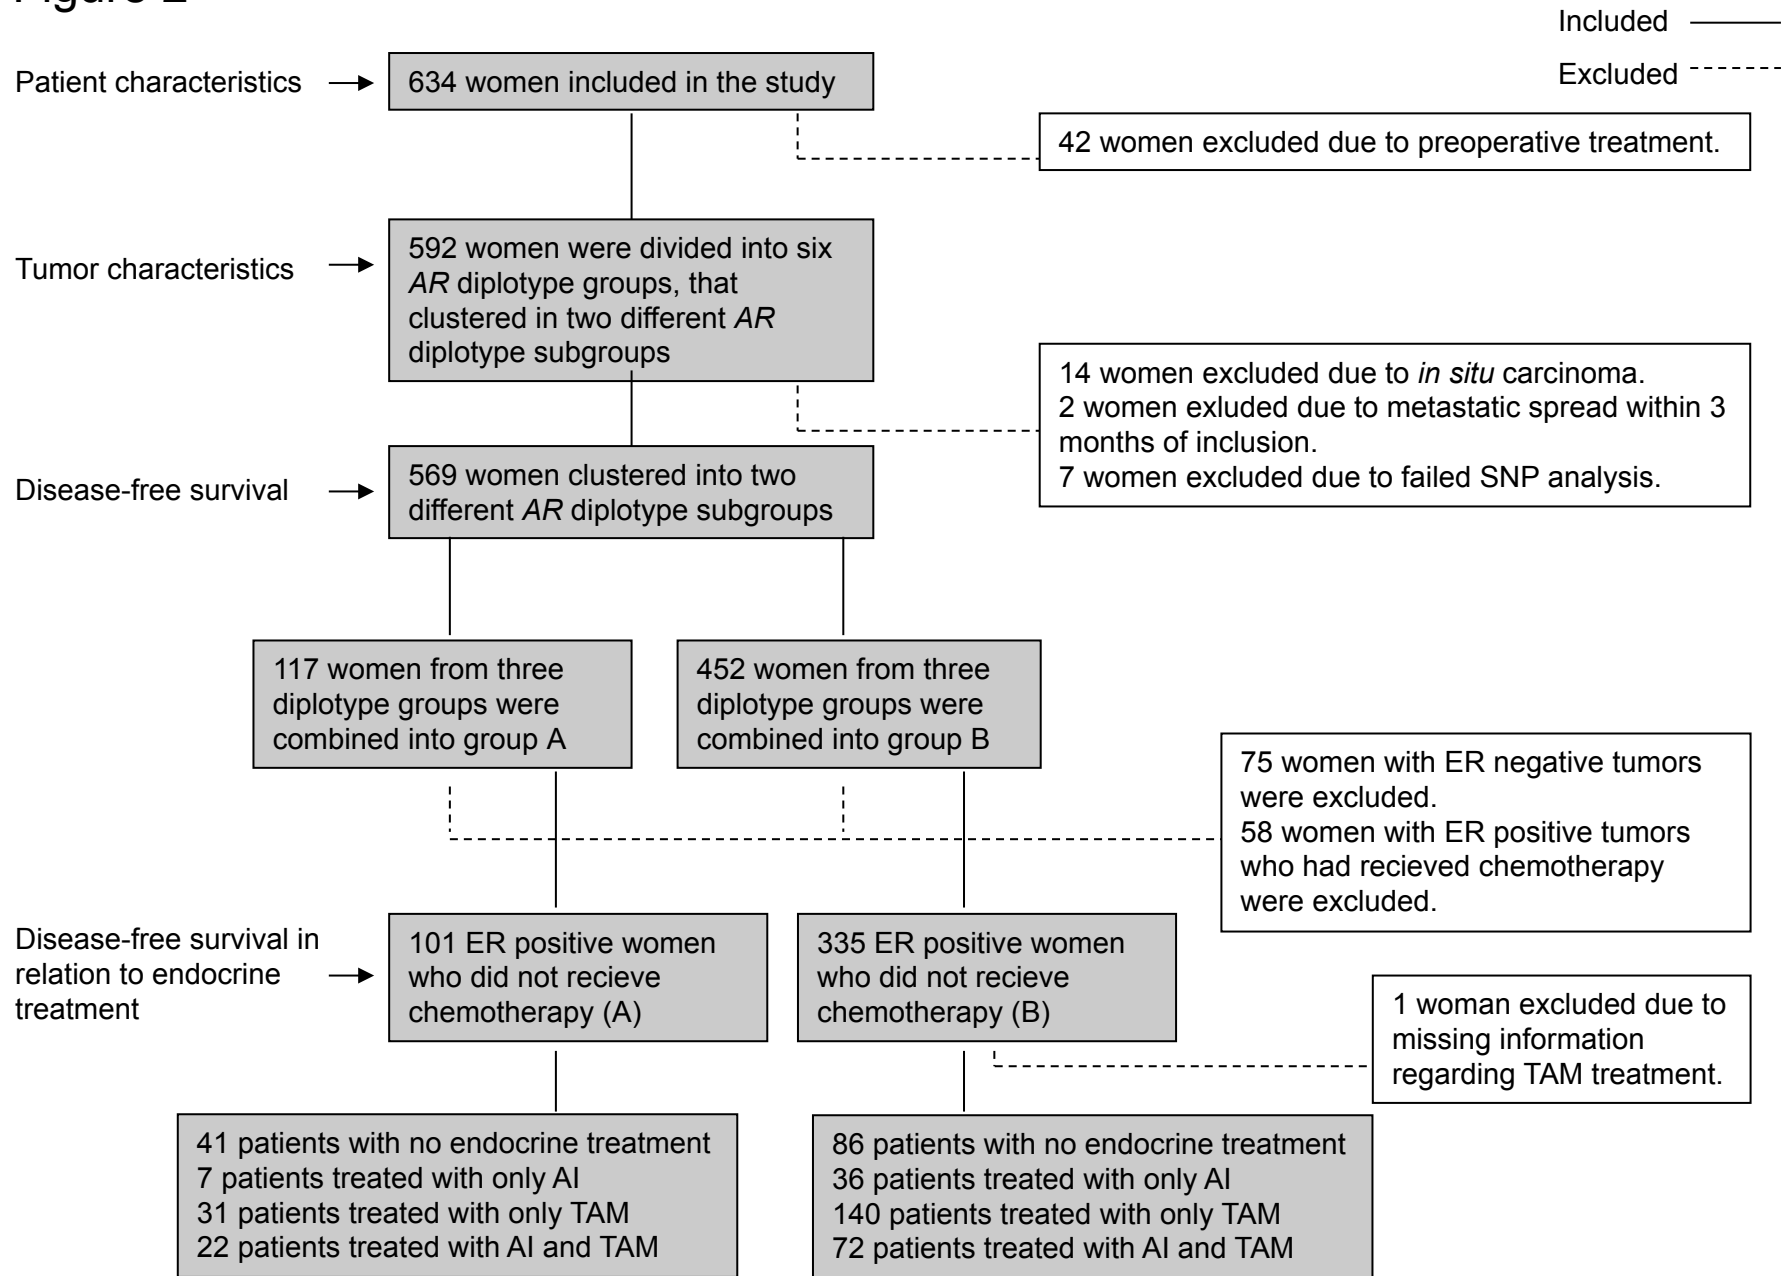 Figure 2
Included
Excluded
Patient characteristics
634 women included in the study
42 women excluded due to preoperative treatment.
Tumor characteristics
592 women were divided into six
AR diplotype groups, that
clustered in two different AR
diplotype subgroups
14 women excluded due to in situ carcinoma.
2 women exluded due to metastatic spread within 3
months of inclusion.
7 women excluded due to failed SNP analysis.
Disease-free survival
569 women clustered into two
different AR diplotype subgroups
117 women from three
diplotype groups were
combined into group A
452 women from three
diplotype groups were
combined into group B
75 women with ER negative tumors
were excluded.
58 women with ER positive tumors
who had recieved chemotherapy
were excluded.
Disease-free survival in
relation to endocrine
treatment
101 ER positive women
who did not recieve
chemotherapy (A)
335 ER positive women
who did not recieve
chemotherapy (B)
1 woman excluded due to
missing information
regarding TAM treatment.
41 patients with no endocrine treatment
7 patients treated with only AI
31 patients treated with only TAM
22 patients treated with AI and TAM
86 patients with no endocrine treatment
36 patients treated with only AI
140 patients treated with only TAM
72 patients treated with AI and TAM